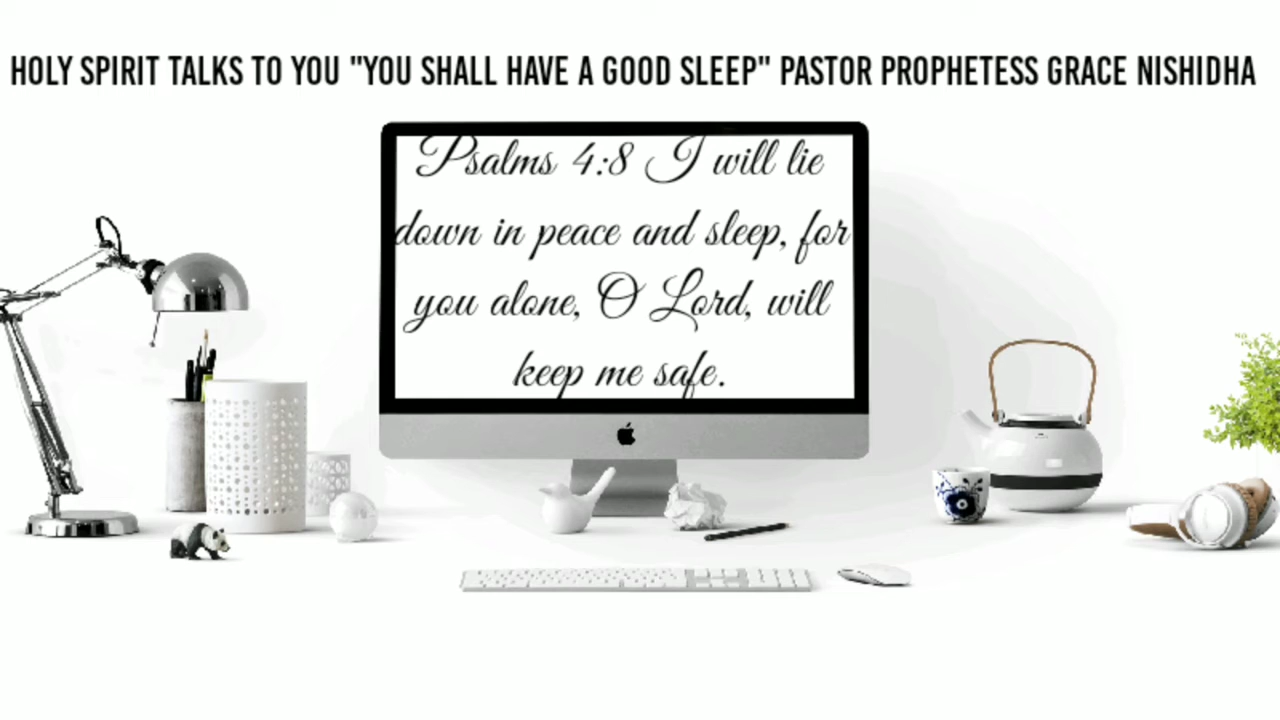 HOLY SPIRIT TALKS TO YOU "YOU SHALL HAVE A GOOD SLEEP" PASTOR PROPHETESS GRACE NISHIDHA
Psalms 4:8 I will lie
down in peace and sleep, for
you alone, O Lord, will
keep me safe.